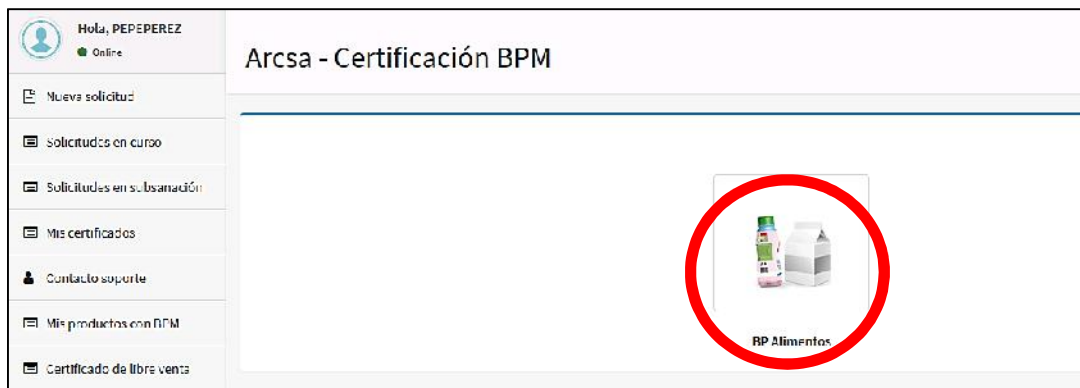 Hola, PEPEPEREZ
Online
Arcsa - Certificación BPM
Nueva solicitud
Solicitudes en curso
Solicitudes en subsanación
Mis certificados
Contacto soporte
Mis productos con BPM
Certificado de libre venta
BP Alimentos